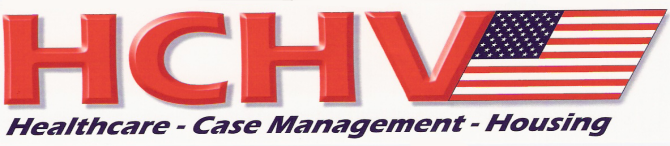 HCHV
Healthcare - Case Management - Housing